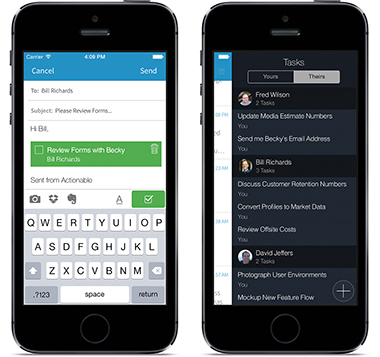 Carrier
4:09 PM
Cancel
Send
To: Bill Richards
Subject: Please Review Forms...
Hi Bill,
Review Forms with Becky
Bill Richards
Sent from Actionable
A
Q W E R T Y U I O P
A S D F G H J K L
Z X C V B N M
.?123
space
return
Tasks
Yours
Theirs
Fred Wilson
2 Tasks
Update Media Estimate Numbers
You
Send me Becky's Email Address
You
Bill Richards
3 Tasks
Discuss Customer Retention Numbers
You
Convert Profiles to Market Data
You
Review Offsite Costs
You
David Jeffers
2 Tasks
Photograph User Environments
You
Mockup New Feature Flow
You